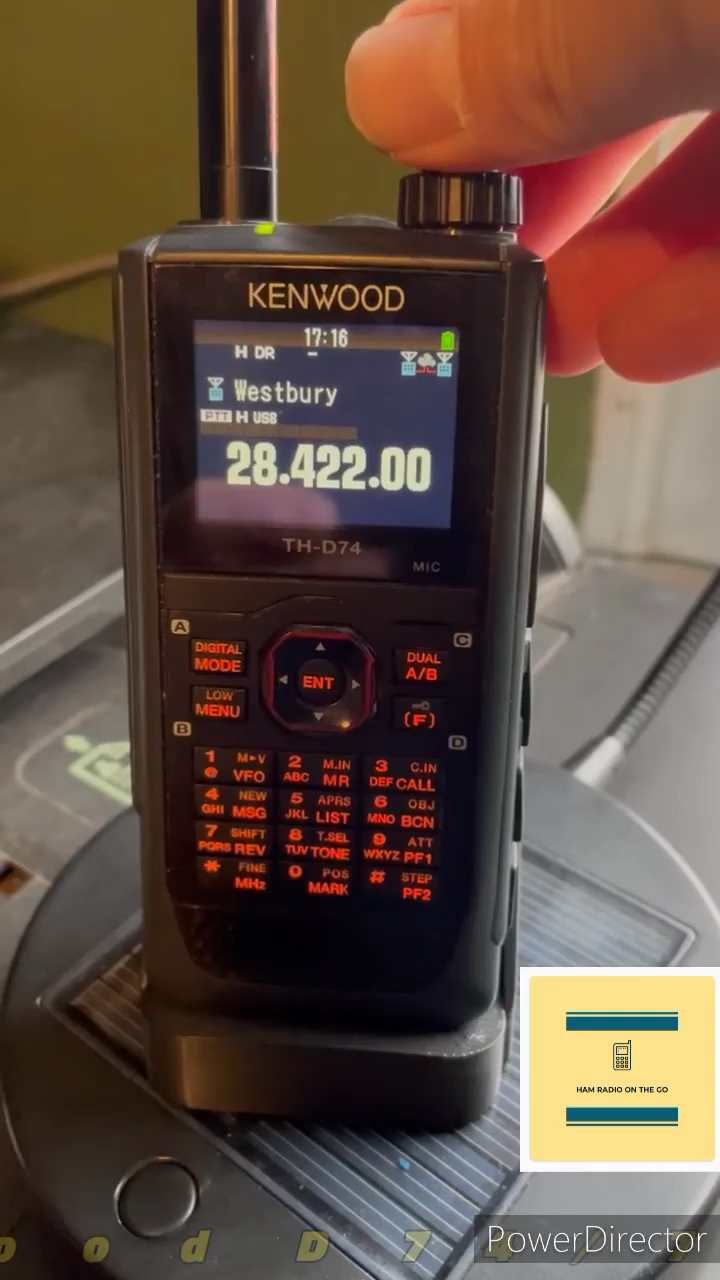 KENWOOD
17:16
H DR
Westbury
PTT H USB
28.422.00
TH-D74
MIC
A
C
DIGITAL
MODE
DUAL
A/B
ENT
LOW
MENU
(F)
B
D
1 M►V 2 M.IN 3 C.IN
@ VFO ABC MR DEF CALL
4 NEW 5 APRS 6 OBJ
GHI MSG JKL LIST MNO BCN
7 SHIFT 8 T.SEL 9 ATT
PQRS REV TUV TONE WXYZ PF1
* FINE 0 POS # STEP
MHz MARK PF2
HAM RADIO ON THE GO
o o d D 7 4
PowerDirector